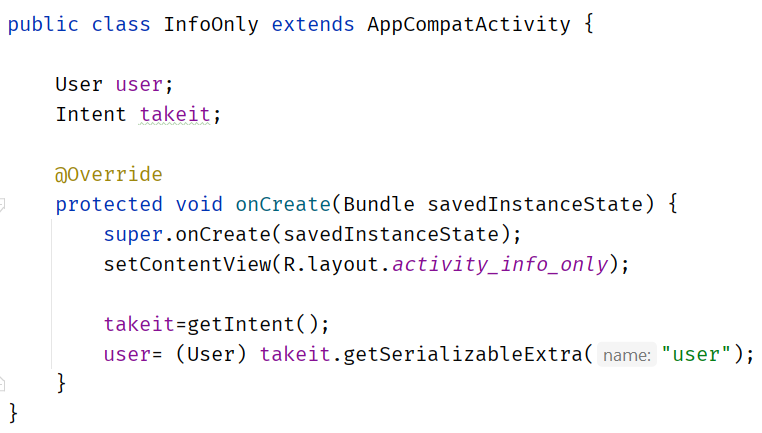 public class InfoOnly extends AppCompatActivity {
User user;
Intent takeit;
@Override
protected void onCreate(Bundle savedInstanceState) {
super.onCreate(savedInstanceState);
setContentView(R.layout.activity_info_only);
takeit=getIntent();
user= (User) takeit.getSerializableExtra( name: "user");
}
}